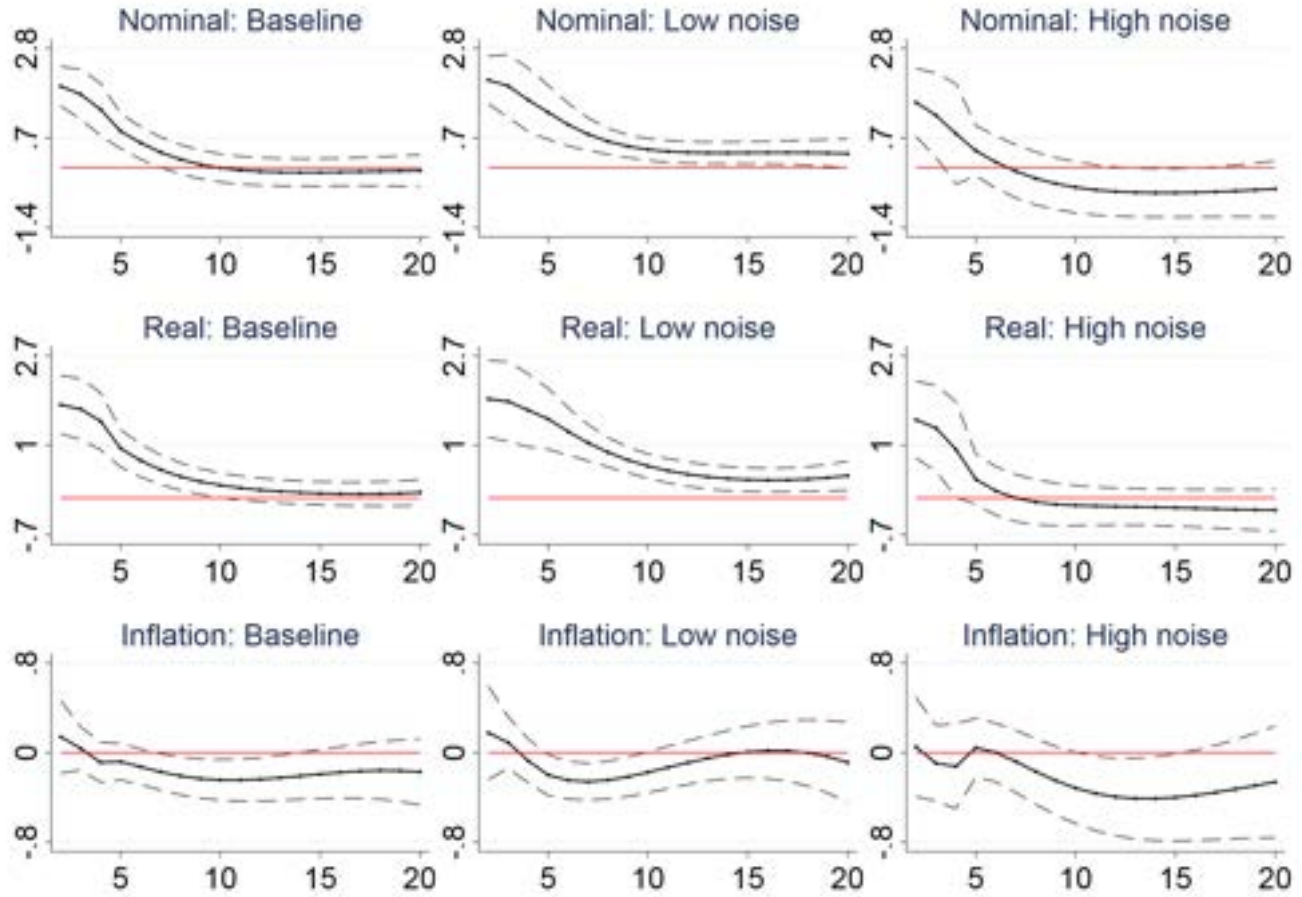 Nominal: Baseline
Nominal: Low noise
Nominal: High noise
2.8
.7
-1.4
5 10 15 20
2.8
.7
-1.4
5 10 15 20
2.8
.7
-1.4
5 10 15 20
Real: Baseline
Real: Low noise
Real: High noise
2.7
1
-.7
5 10 15 20
2.7
1
-.7
5 10 15 20
2.7
1
-.7
5 10 15 20
Inflation: Baseline
Inflation: Low noise
Inflation: High noise
.8
0
-.8
5 10 15 20
.8
0
-.8
5 10 15 20
.8
0
-.8
5 10 15 20